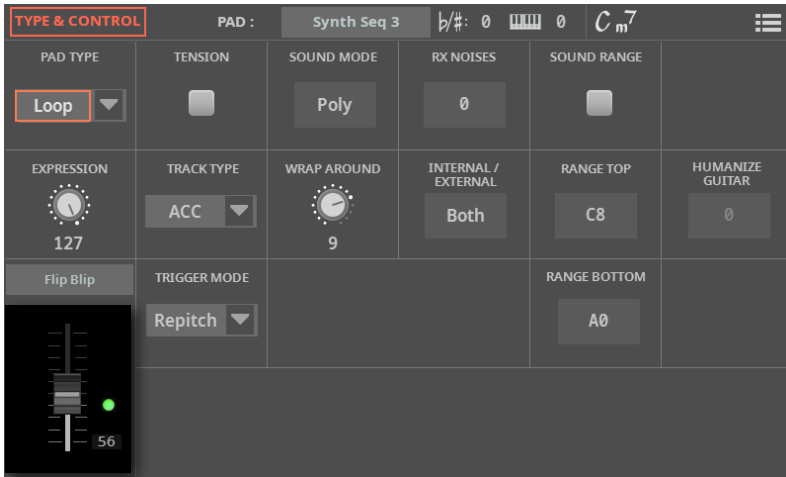 TYPE & CONTROL PAD : Synth Seq 3 ♭/♯: 0 0 Cm7
PAD TYPE TENSION SOUND MODE RX NOISES SOUND RANGE
Loop Poly 0
EXPRESSION TRACK TYPE WRAP AROUND INTERNAL / EXTERNAL RANGE TOP HUMANIZE GUITAR
127 ACC 9 Both C8 0
Flip Blip TRIGGER MODE RANGE BOTTOM
Repitch A0
56